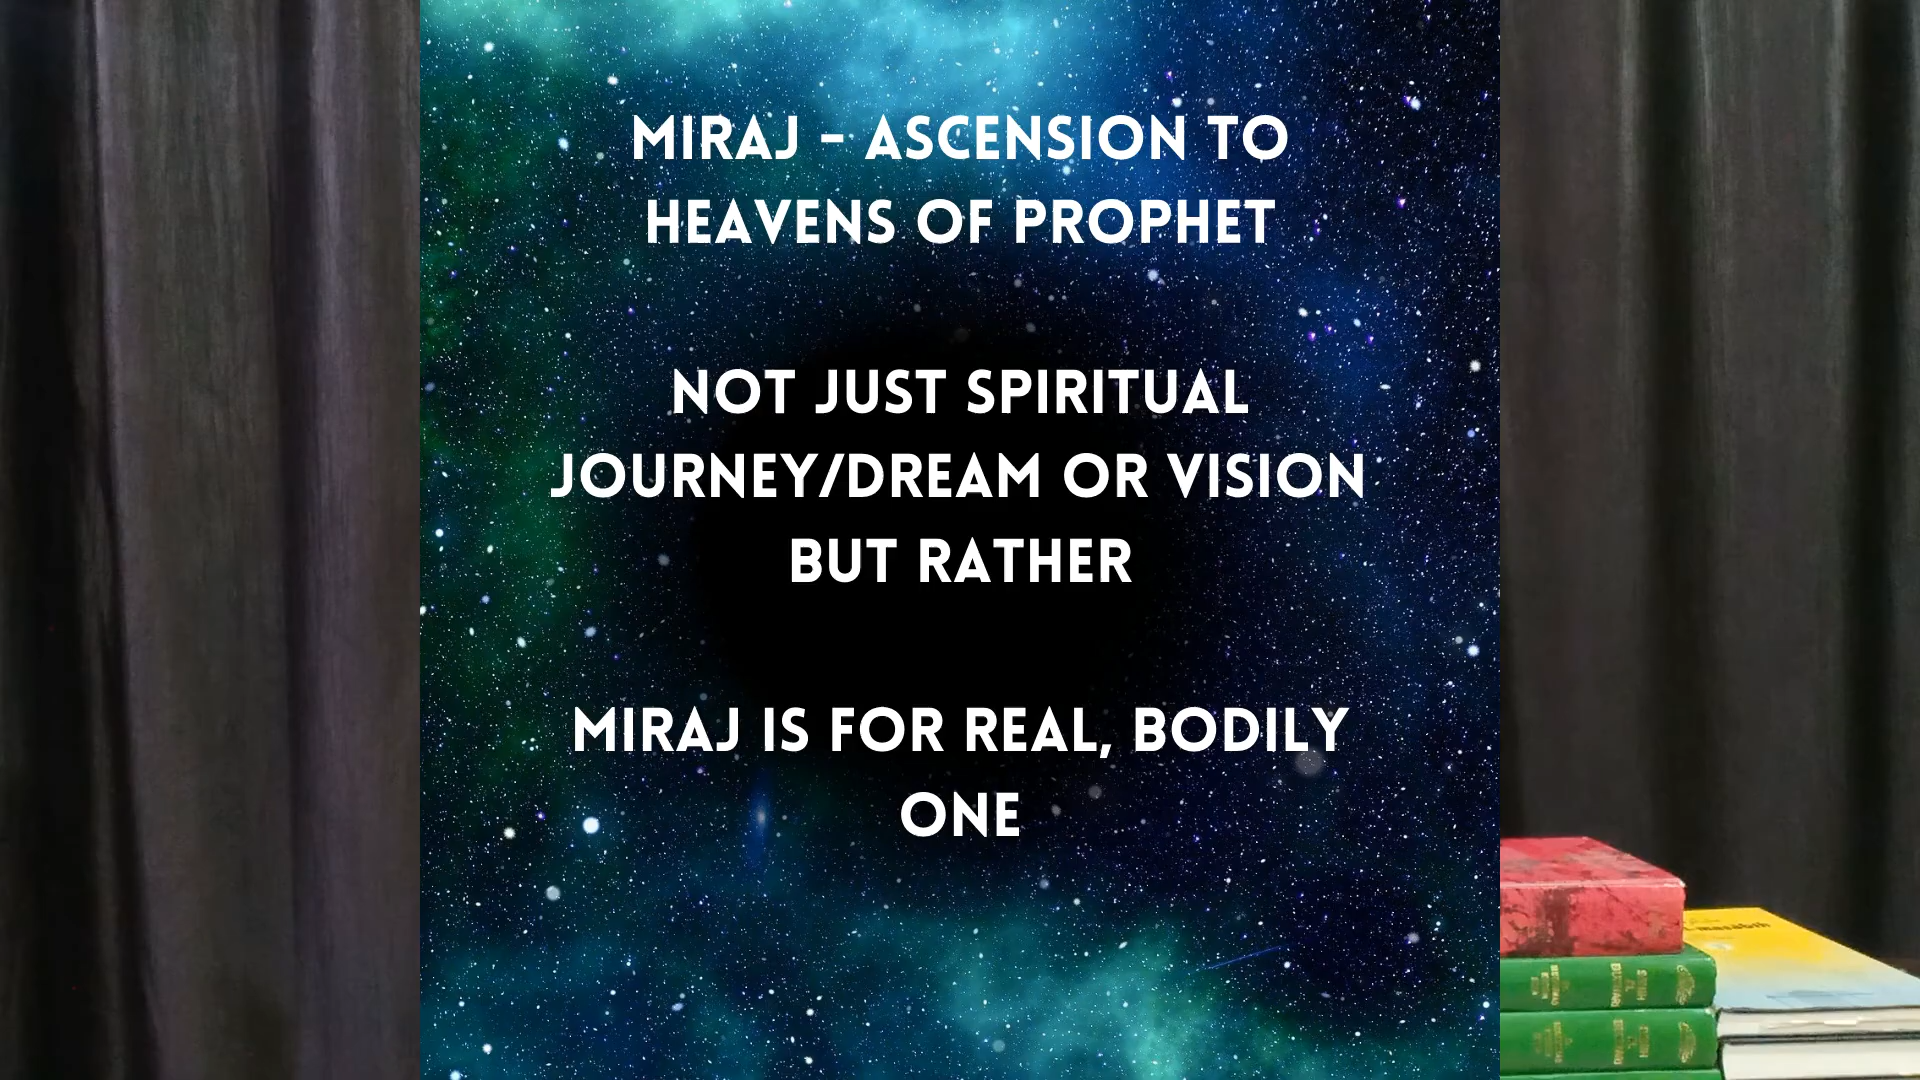 MIRAJ - ASCENSION TO
HEAVENS OF PROPHET
NOT JUST SPIRITUAL
JOURNEY/DREAM OR VISION
BUT RATHER
MIRAJ IS FOR REAL, BODILY
ONE